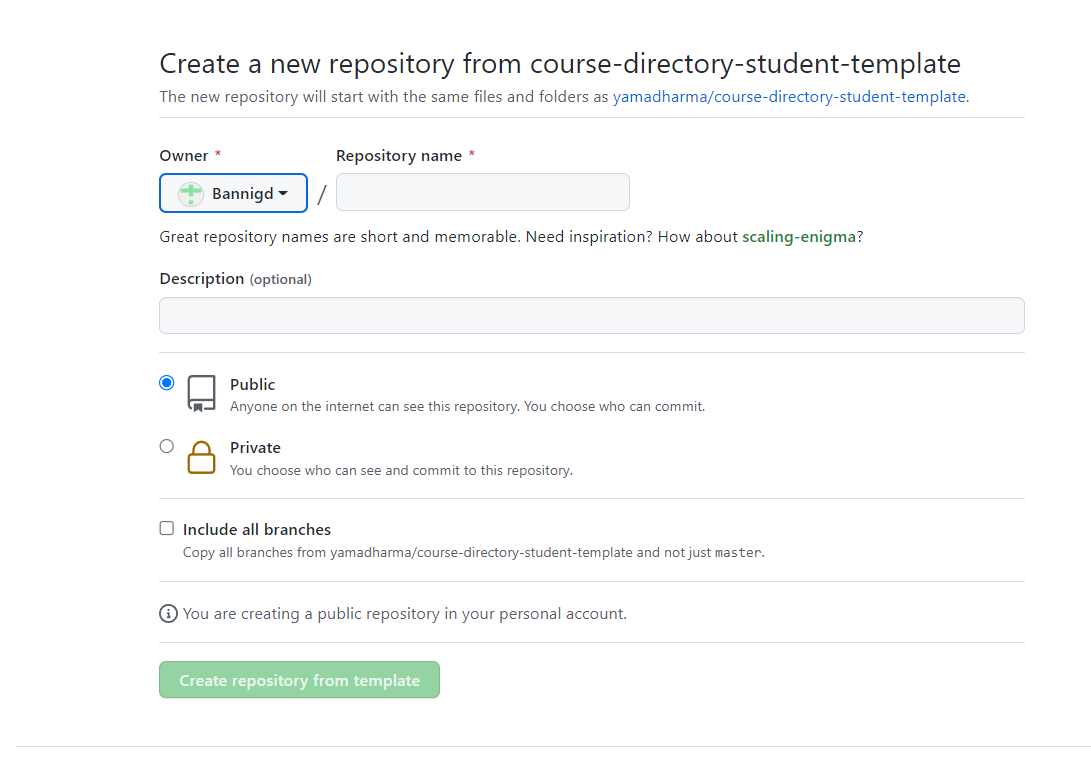 Create a new repository from course-directory-student-template
The new repository will start with the same files and folders as yamadharma/course-directory-student-template.
Owner * Repository name *
Bannigd /
Great repository names are short and memorable. Need inspiration? How about scaling-enigma?
Description (optional)
Public
Anyone on the internet can see this repository. You choose who can commit.
Private
You choose who can see and commit to this repository.
Include all branches
Copy all branches from yamadharma/course-directory-student-template and not just master.
You are creating a public repository in your personal account.
Create repository from template